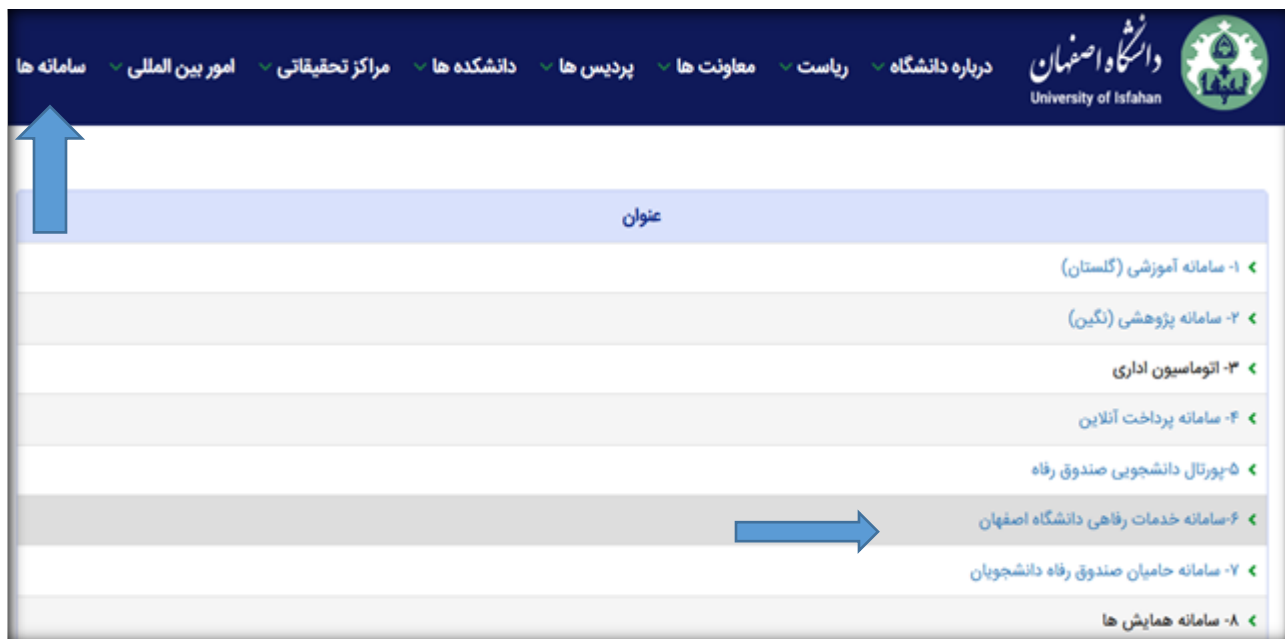 دانشگاه اصفهان
University of Isfahan
درباره دانشگاه ریاست معاونت ها پردیس ها دانشکده ها مراکز تحقیقاتی امور بین المللی سامانه ها
عنوان
۱- سامانه آموزشی (گلستان)
۲- سامانه پژوهشی (نگین)
۳- اتوماسیون اداری
۴- سامانه پرداخت آنلاین
۵-پورتال دانشجویی صندوق رفاه
۶-سامانه خدمات رفاهی دانشگاه اصفهان
۷- سامانه حامیان صندوق رفاه دانشجویان
۸- سامانه همایش ها